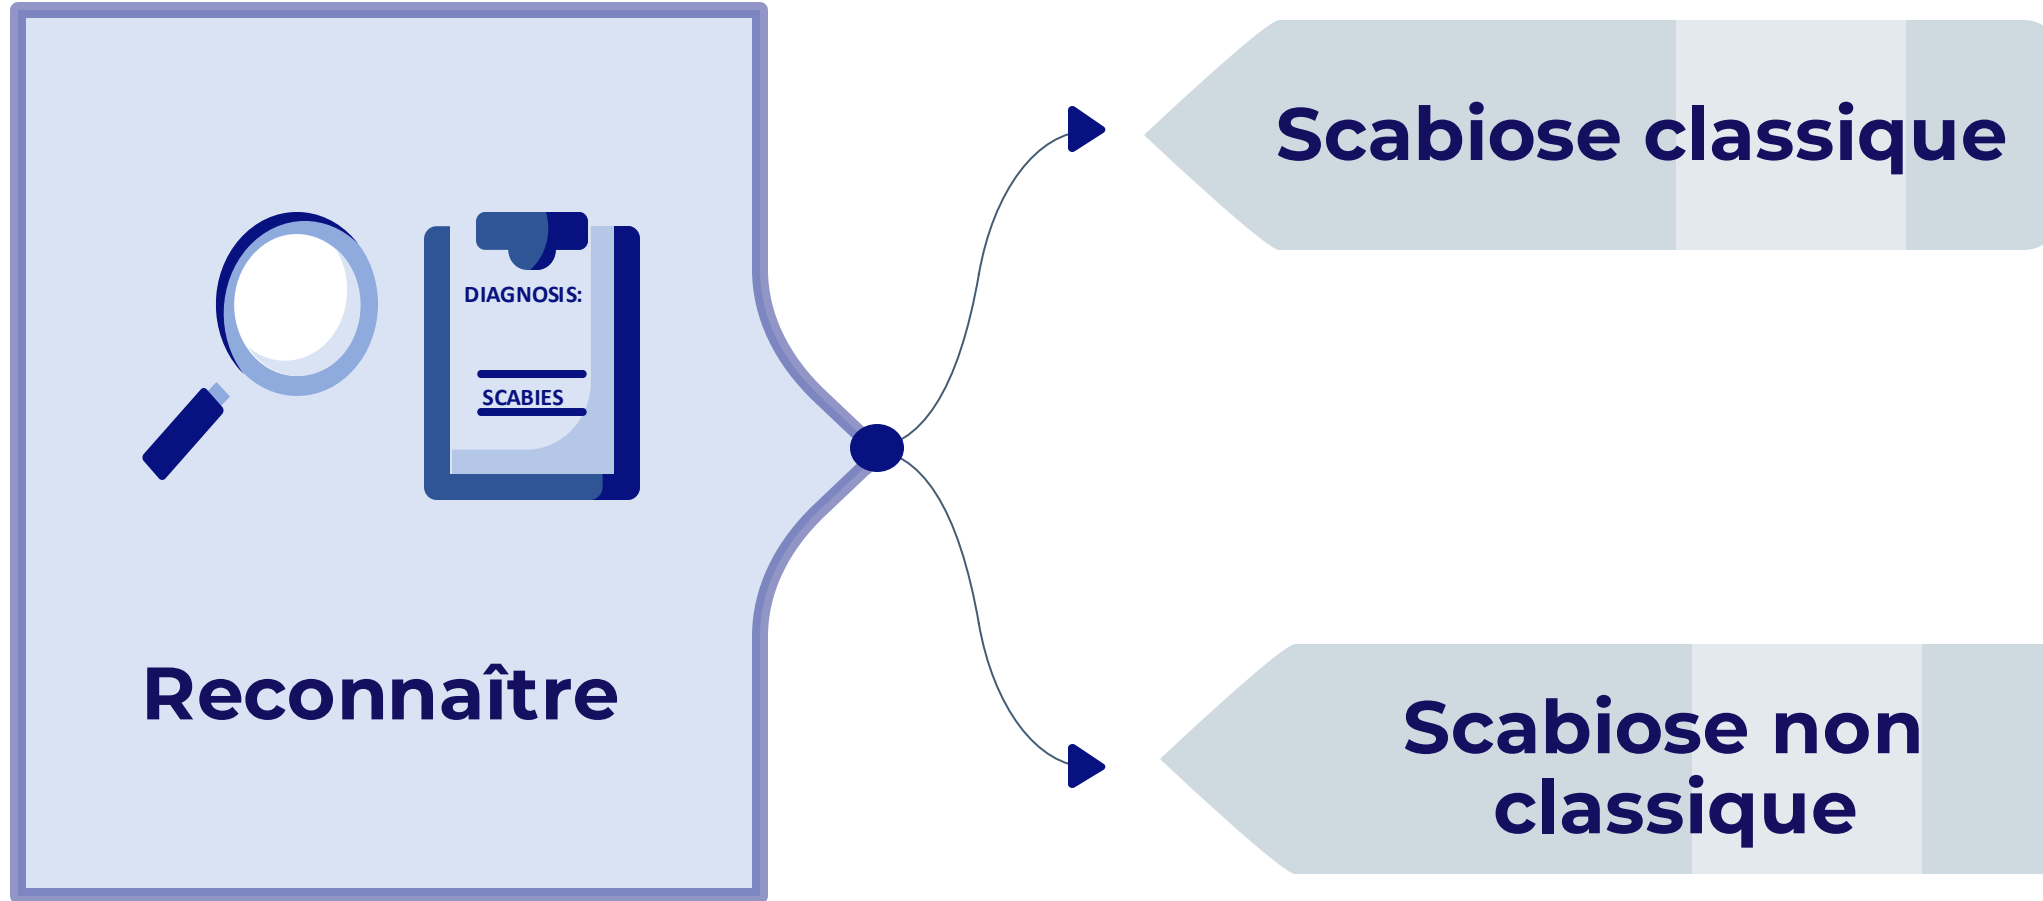 DIAGNOSIS:
SCABIES
Reconnaître
Scabiose classique
Scabiose non
classique